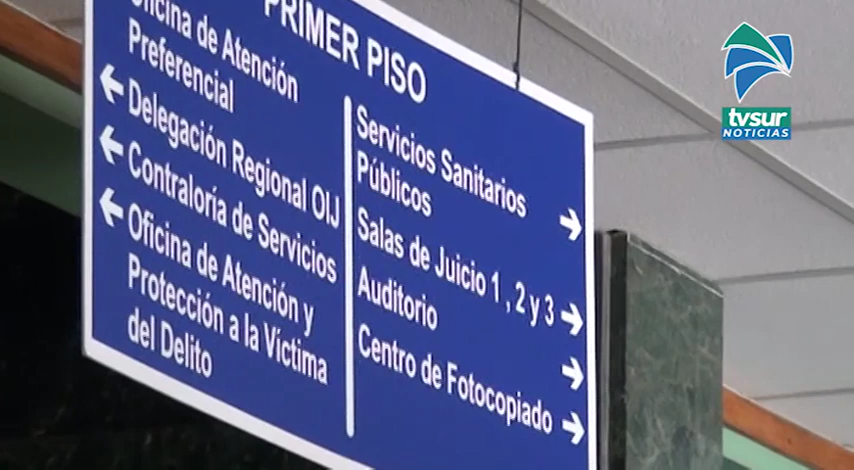 PRIMER PISO
Oficina de Atención
Preferencial
Delegación Regional OIJ
Contraloría de Servicios
Oficina de Atención y
Protección a la Víctima
del Delito
Servicios Sanitarios
Públicos
Salas de Juicio 1 , 2 y 3
Auditorio
Centro de Fotocopiado
tvsur
NOTICIAS